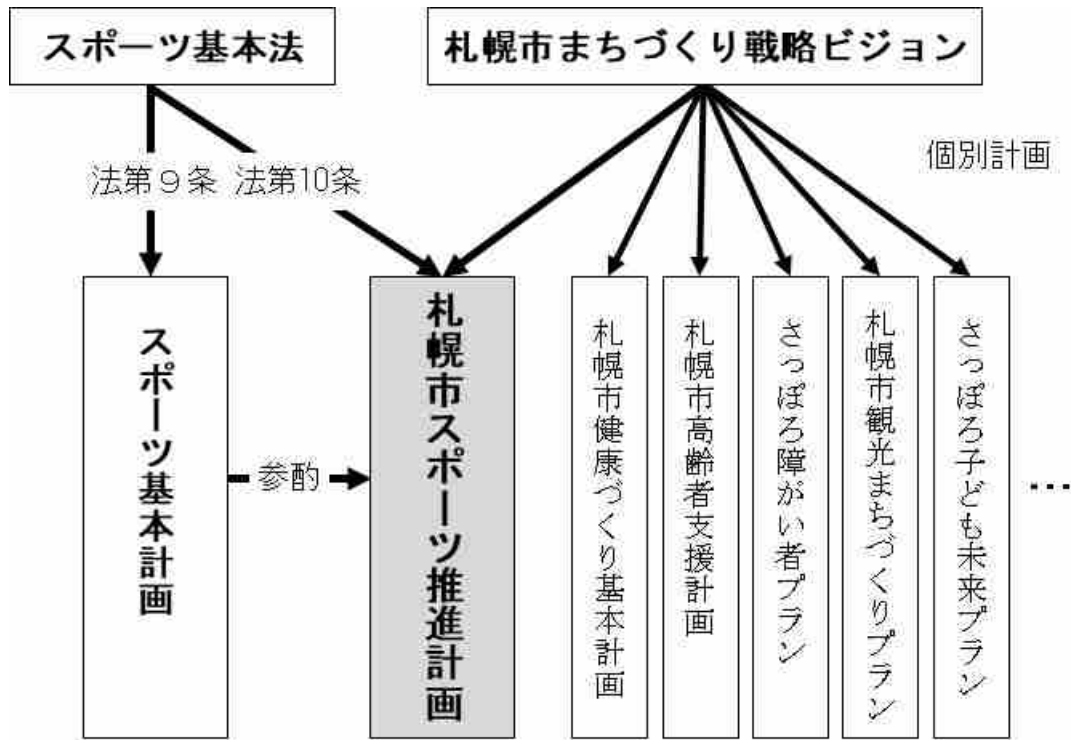 スポーツ基本法
札幌市まちづくり戦略ビジョン
法第９条
法第10条
個別計画
スポーツ基本計画
参酌
札幌市スポーツ推進計画
札幌市健康づくり基本計画
札幌市高齢者支援計画
さっぽろ障がい者プラン
札幌市観光まちづくりプラン
さっぽろ子ども未来プラン
…